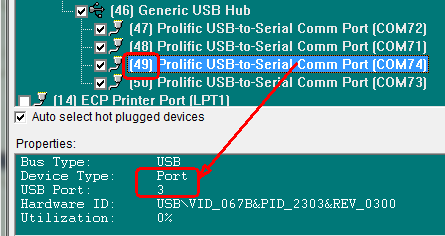 (46) Generic USB Hub
(47) Prolific USB-to-Serial Comm Port (COM72)
(48) Prolific USB-to-Serial Comm Port (COM71)
(49) Prolific USB-to-Serial Comm Port (COM74)
(50) Prolific USB-to-Serial Comm Port (COM73)
(14) ECP Printer Port (LPT1)
Auto select hot plugged devices
Properties:
Bus Type: USB
Device Type: Port
USB Port: 3
Hardware ID: USB\VID_067B&PID_2303&REV_0300
Utilization: 0%